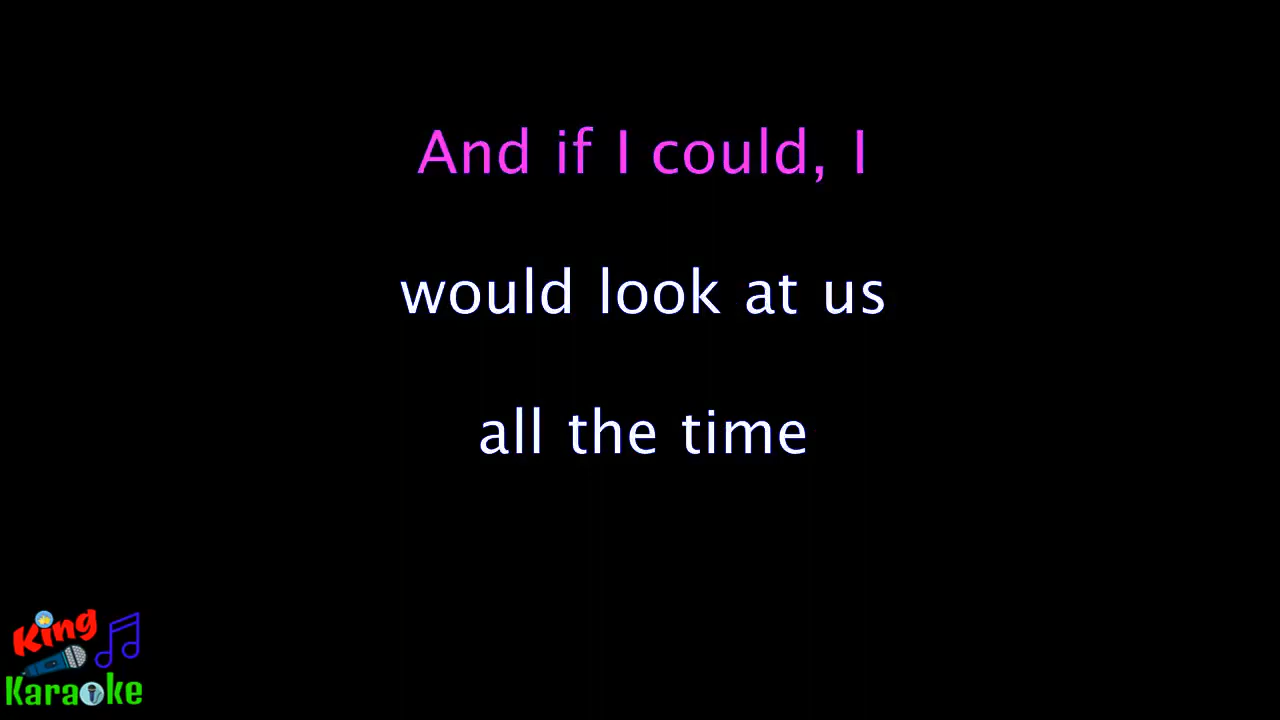 And if I could, I
would look at us
all the time
King
Karaoke